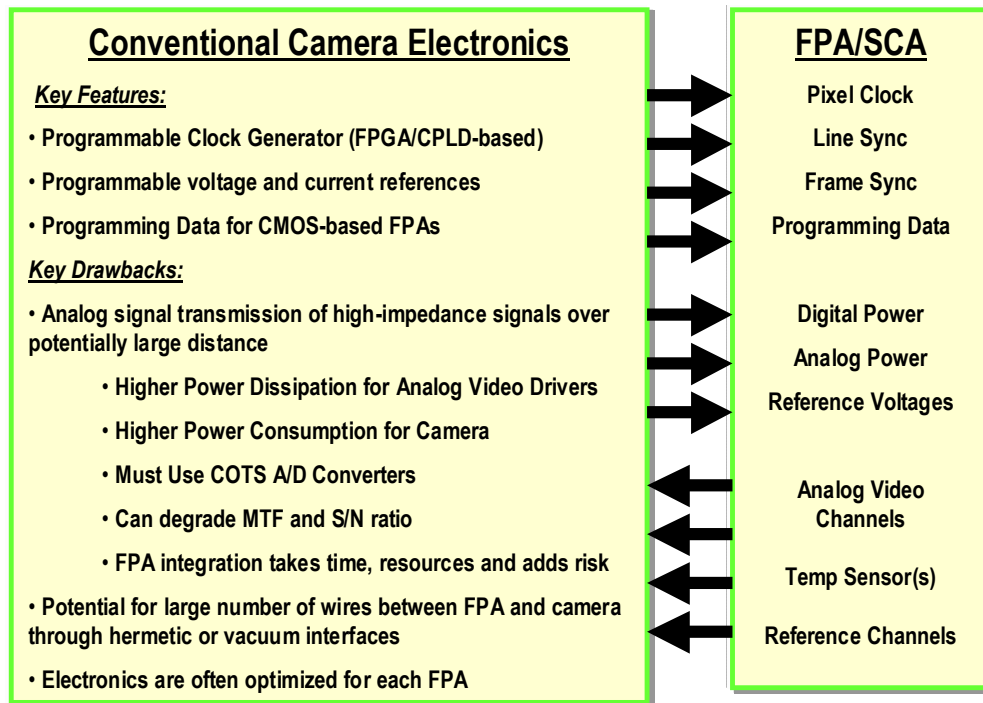 Conventional Camera Electronics
Key Features:
• Programmable Clock Generator (FPGA/CPLD-based)
• Programmable voltage and current references
• Programming Data for CMOS-based FPAs
Key Drawbacks:
• Analog signal transmission of high-impedance signals over
potentially large distance
• Higher Power Dissipation for Analog Video Drivers
• Higher Power Consumption for Camera
• Must Use COTS A/D Converters
• Can degrade MTF and S/N ratio
• FPA integration takes time, resources and adds risk
• Potential for large number of wires between FPA and camera
through hermetic or vacuum interfaces
• Electronics are often optimized for each FPA
FPA/SCA
Pixel Clock
Line Sync
Frame Sync
Programming Data
Digital Power
Analog Power
Reference Voltages
Analog Video
Channels
Temp Sensor(s)
Reference Channels